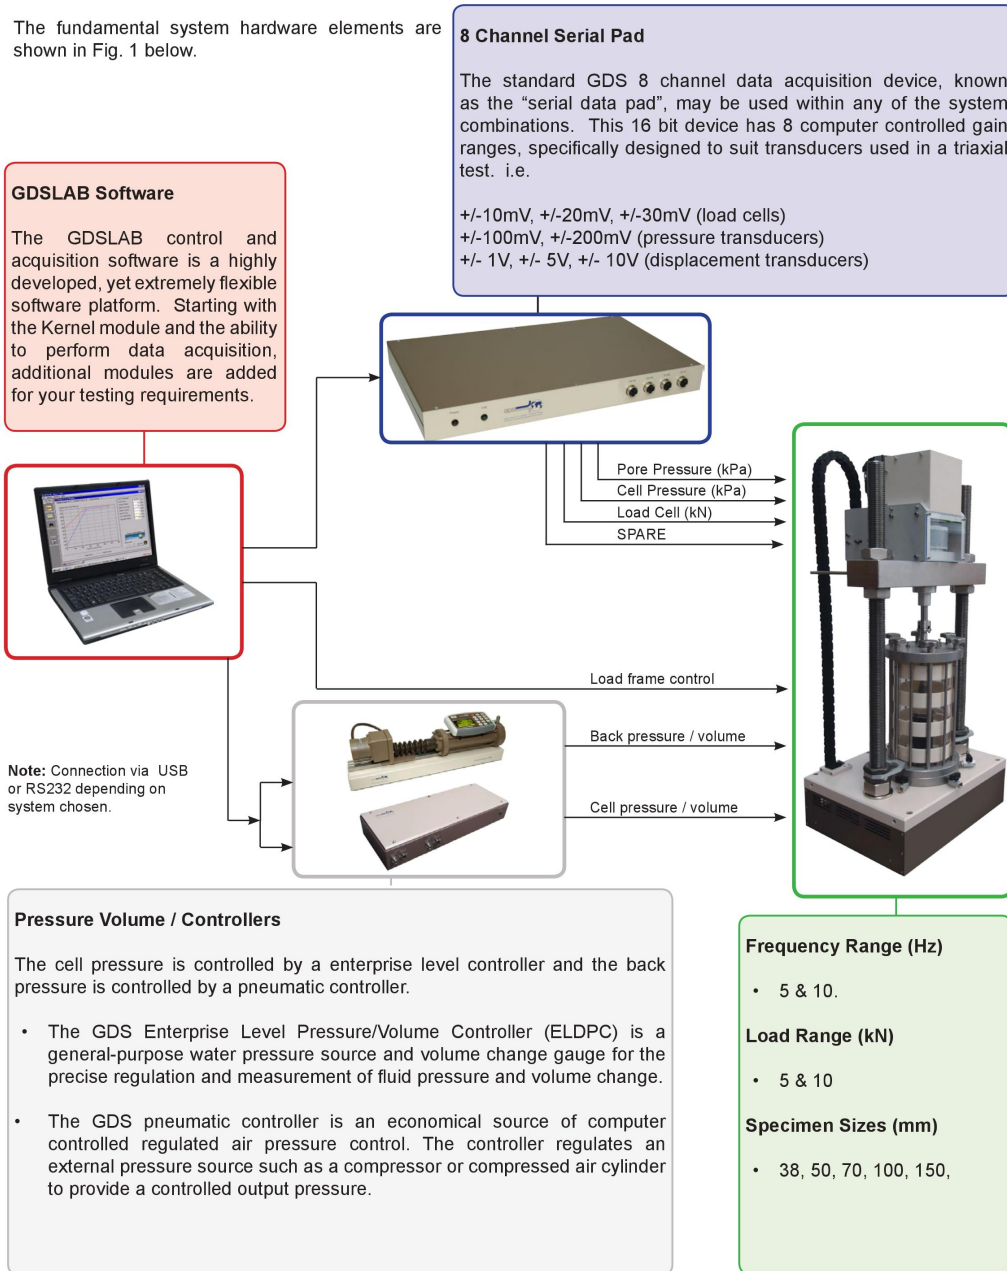 The fundamental system hardware elements are
shown in Fig. 1 below.
8 Channel Serial Pad
The standard GDS 8 channel data acquisition device, known
as the “serial data pad”, may be used within any of the system
combinations. This 16 bit device has 8 computer controlled gain
ranges, specifically designed to suit transducers used in a triaxial
test. i.e.
+/-10mV, +/-20mV, +/-30mV (load cells)
+/-100mV, +/-200mV (pressure transducers)
+/- 1V, +/- 5V, +/- 10V (displacement transducers)
GDSLAB Software
The GDSLAB control and
acquisition software is a highly
developed, yet extremely flexible
software platform. Starting with
the Kernel module and the ability
to perform data acquisition,
additional modules are added
for your testing requirements.
Pore Pressure (kPa)
Cell Pressure (kPa)
Load Cell (kN)
SPARE
Load frame control
Back pressure / volume
Cell pressure / volume
Note: Connection via USB
or RS232 depending on
system chosen.
Pressure Volume / Controllers
The cell pressure is controlled by a enterprise level controller and the back
pressure is controlled by a pneumatic controller.
• The GDS Enterprise Level Pressure/Volume Controller (ELDPC) is a
general-purpose water pressure source and volume change gauge for the
precise regulation and measurement of fluid pressure and volume change.
• The GDS pneumatic controller is an economical source of computer
controlled regulated air pressure control. The controller regulates an
external pressure source such as a compressor or compressed air cylinder
to provide a controlled output pressure.
Frequency Range (Hz)
• 5 & 10.
Load Range (kN)
• 5 & 10
Specimen Sizes (mm)
• 38, 50, 70, 100, 150,